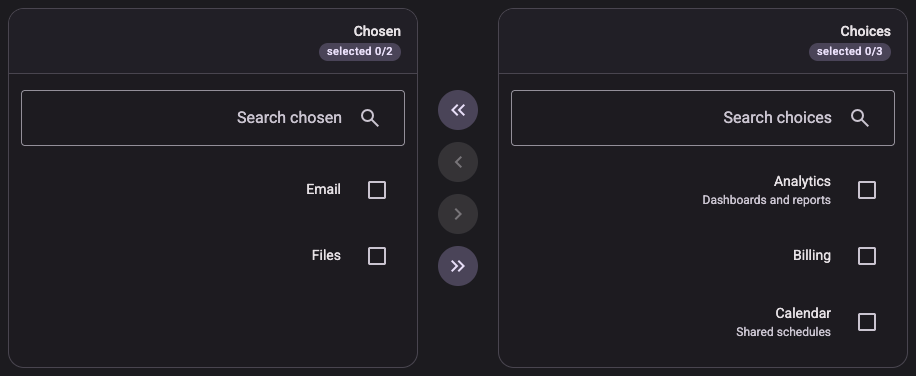 Chosen
selected 0/2
Search chosen
Email
Files
Choices
selected 0/3
Search choices
Analytics
Dashboards and reports
Billing
Calendar
Shared schedules